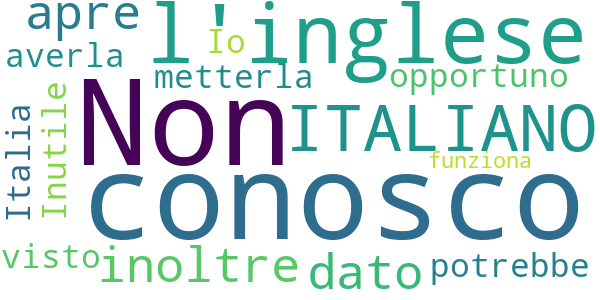 apre l'inglese
averla Io
metterla opportuno
Italia Inutile Non ITALIANO
funziona
conosco
visto inoltre dato potrebbe